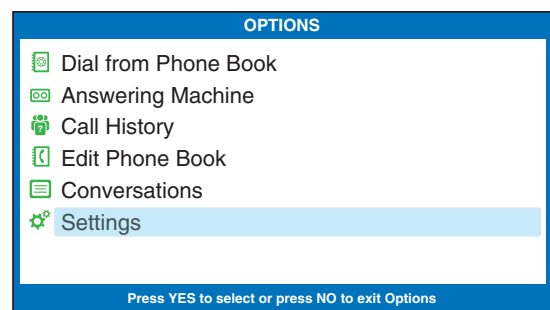 OPTIONS
Dial from Phone Book
Answering Machine
Call History
Edit Phone Book
Conversations
Settings
Press YES to select or press NO to exit Options